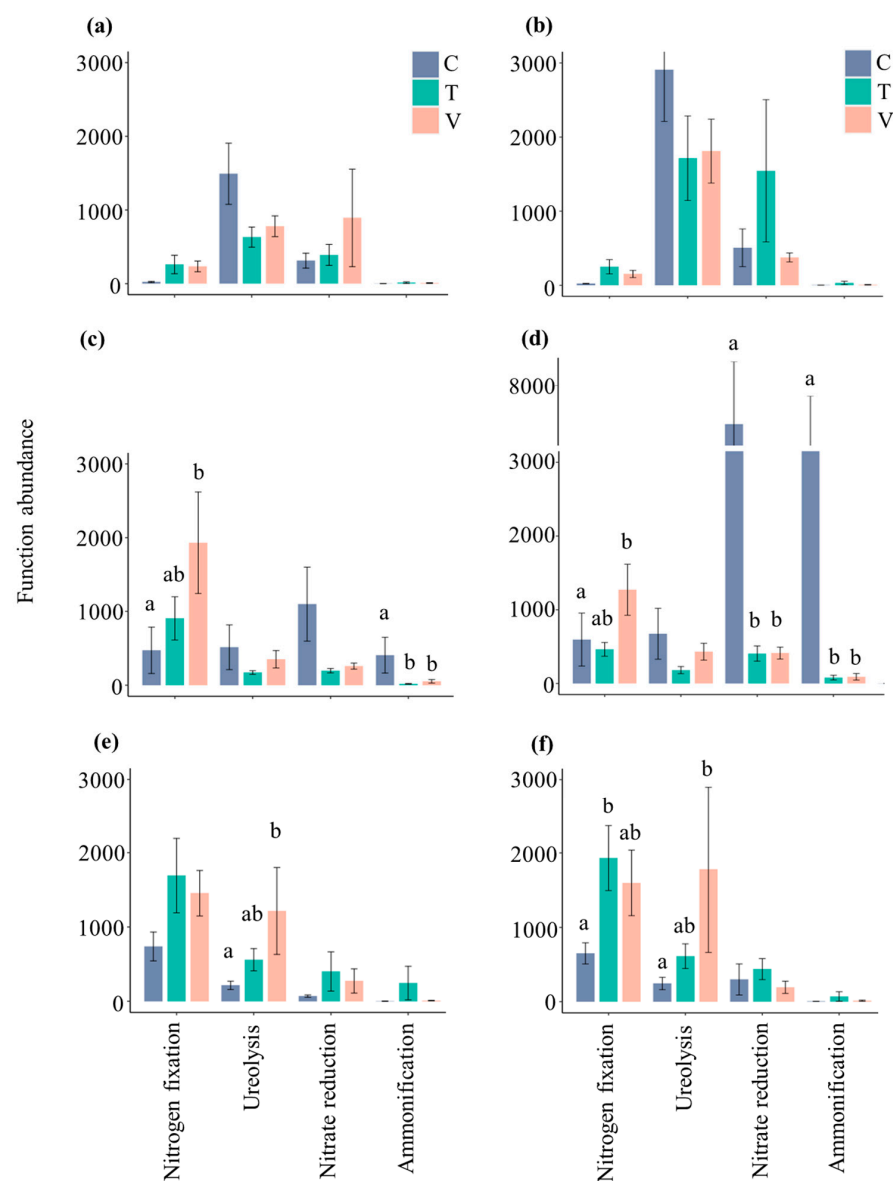 (a)
3000
2000
1000
0
C
T
V
(b)
3000
2000
1000
0
C
T
V
Function abundance
(c)
3000
2000
1000
0
a
ab
b
a
b
b
(d)
8000
3000
2000
1000
0
a
ab
b
a
b
b
a
b
b
(e)
3000
2000
1000
0
a
ab
b
Nitrogen fixation
Ureolysis
Nitrate reduction
Ammonification
(f)
3000
2000
1000
0
a
b
ab
a
ab
b
Nitrogen fixation
Ureolysis
Nitrate reduction
Ammonification